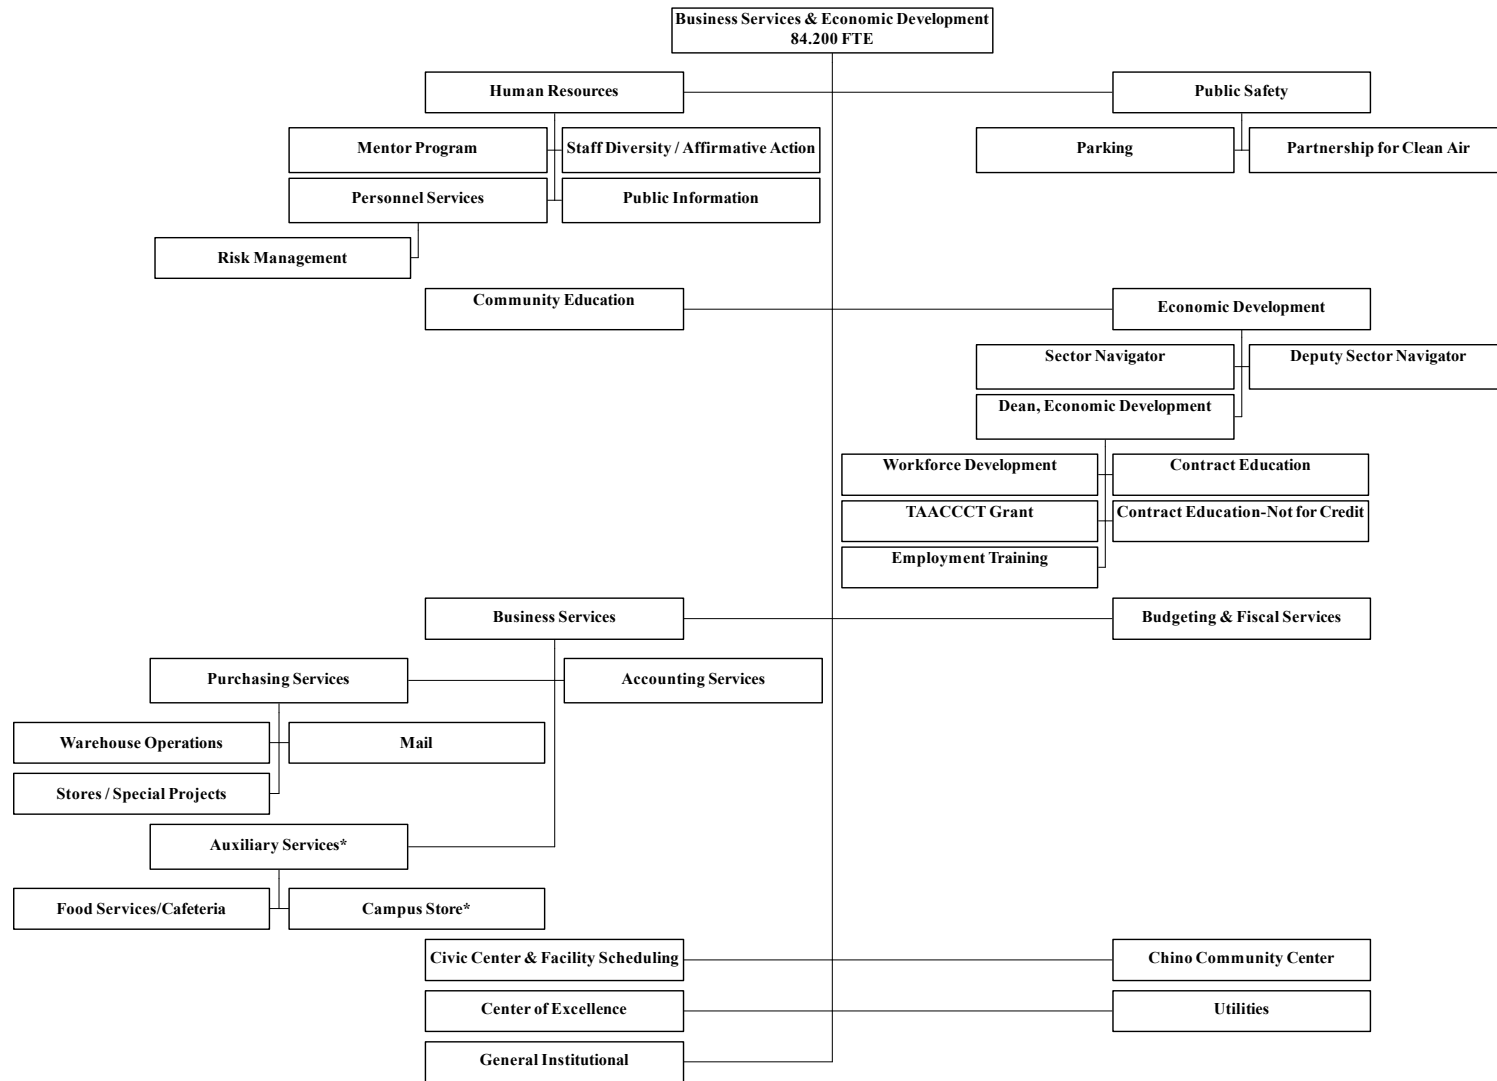 Business Services & Economic Development
84.200 FTE
Human Resources
Public Safety
Mentor Program
Staff Diversity / Affirmative Action
Parking
Partnership for Clean Air
Personnel Services
Public Information
Risk Management
Community Education
Economic Development
Sector Navigator
Deputy Sector Navigator
Dean, Economic Development
Workforce Development
Contract Education
TAACCCT Grant
Contract Education-Not for Credit
Employment Training
Business Services
Budgeting & Fiscal Services
Purchasing Services
Accounting Services
Warehouse Operations
Mail
Stores / Special Projects
Auxiliary Services*
Food Services/Cafeteria
Campus Store*
Civic Center & Facility Scheduling
Chino Community Center
Center of Excellence
Utilities
General Institutional